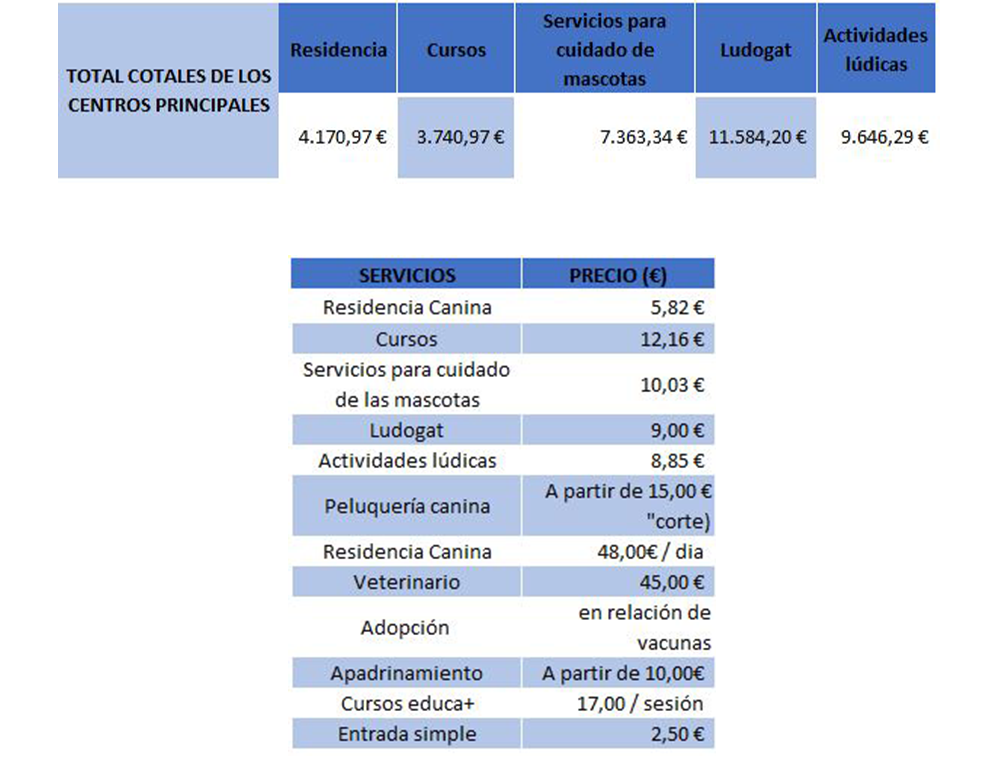 TOTAL COTALES DE LOS
CENTROS PRINCIPALES
Residencia
Cursos
Servicios para
cuidado de
mascotas
Ludogat
Actividades
lúdicas
4.170,97 €
3.740,97 €
7.363,34 €
11.584,20 €
9.646,29 €
SERVICIOS
PRECIO (€)
Residencia Canina
5,82 €
Cursos
12,16 €
Servicios para cuidado
de las mascotas
10,03 €
Ludogat
9,00 €
Actividades lúdicas
8,85 €
Peluquería canina
A partir de 15,00 €
"corte)
Residencia Canina
48,00€ / dia
Veterinario
45,00 €
Adopción
en relación de
vacunas
Apadrinamiento
A partir de 10,00€
Cursos educa+
17,00 / sesión
Entrada simple
2,50 €